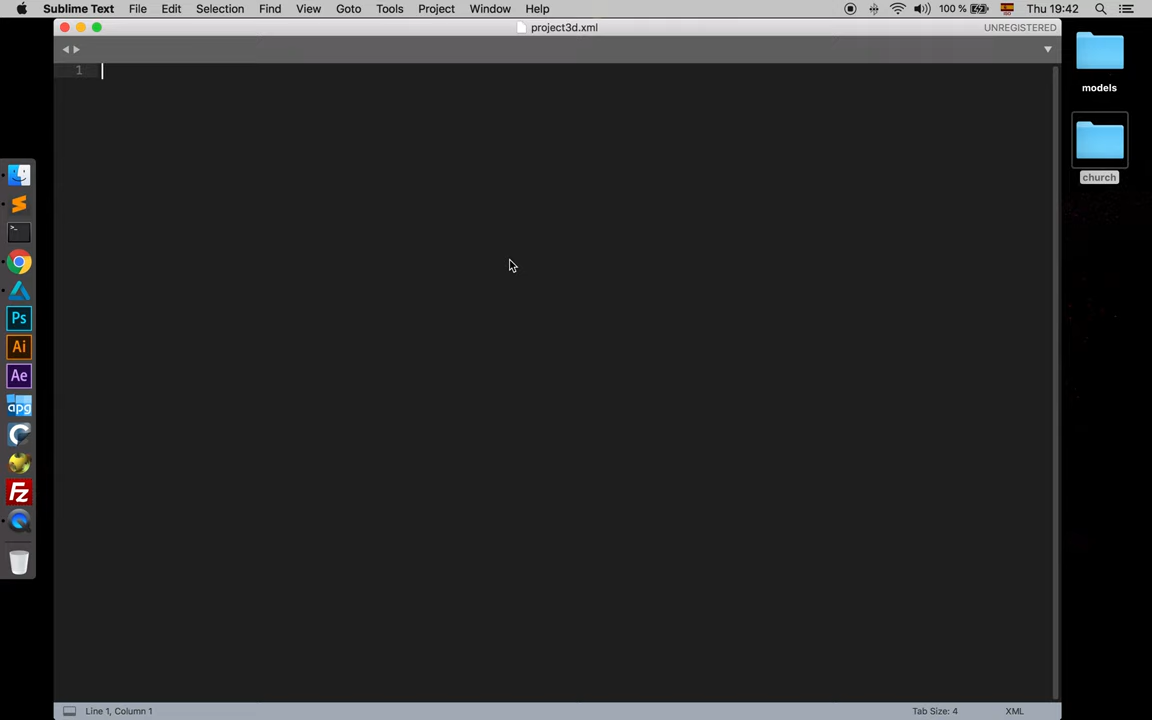 Sublime Text File Edit Selection Find View Goto Tools Project Window Help 100 % Thu 19:42
project3d.xml UNREGISTERED
1
models
church
Ps
Ai
Ae
apg
Fz
Line 1, Column 1 Tab Size: 4 XML